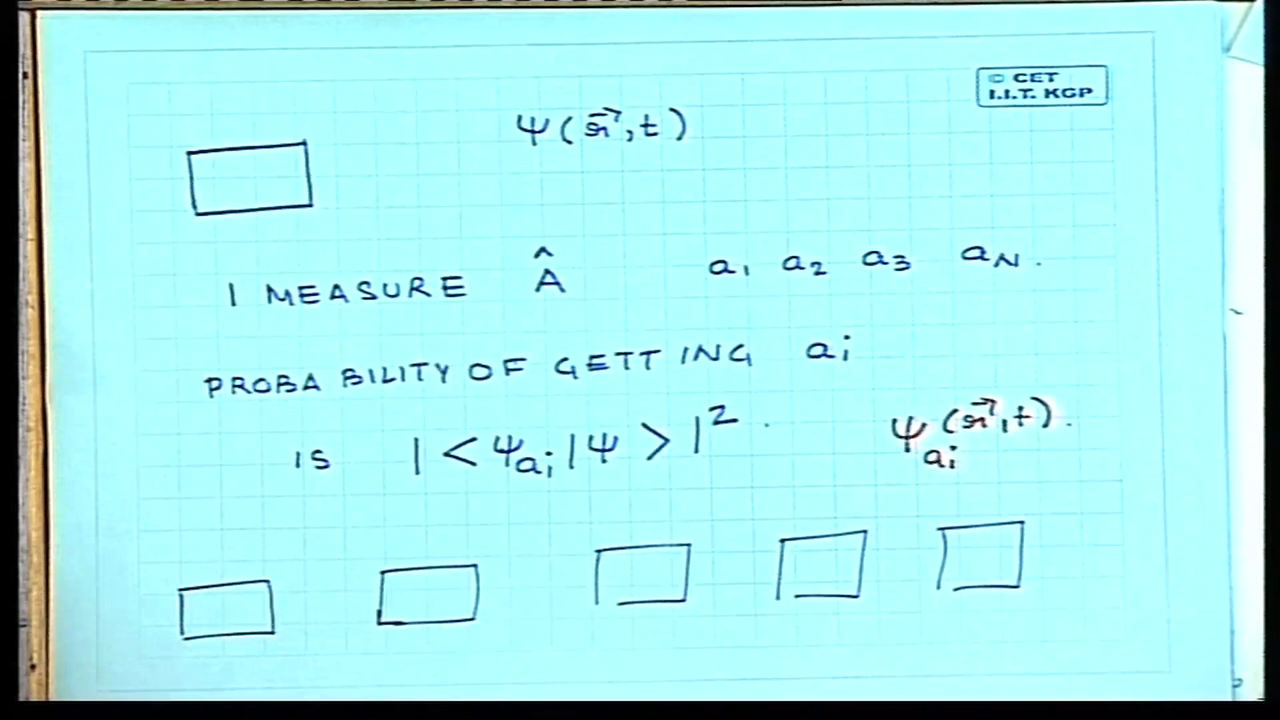 © CET
I.I.T. KGP
Ψ(r⃗,t)
I MEASURE Â a₁ a₂ a₃ a_N.
PROBABILITY OF GETTING aᵢ
IS |<Ψ_aᵢ|Ψ>|². Ψ_aᵢ(r⃗,t).